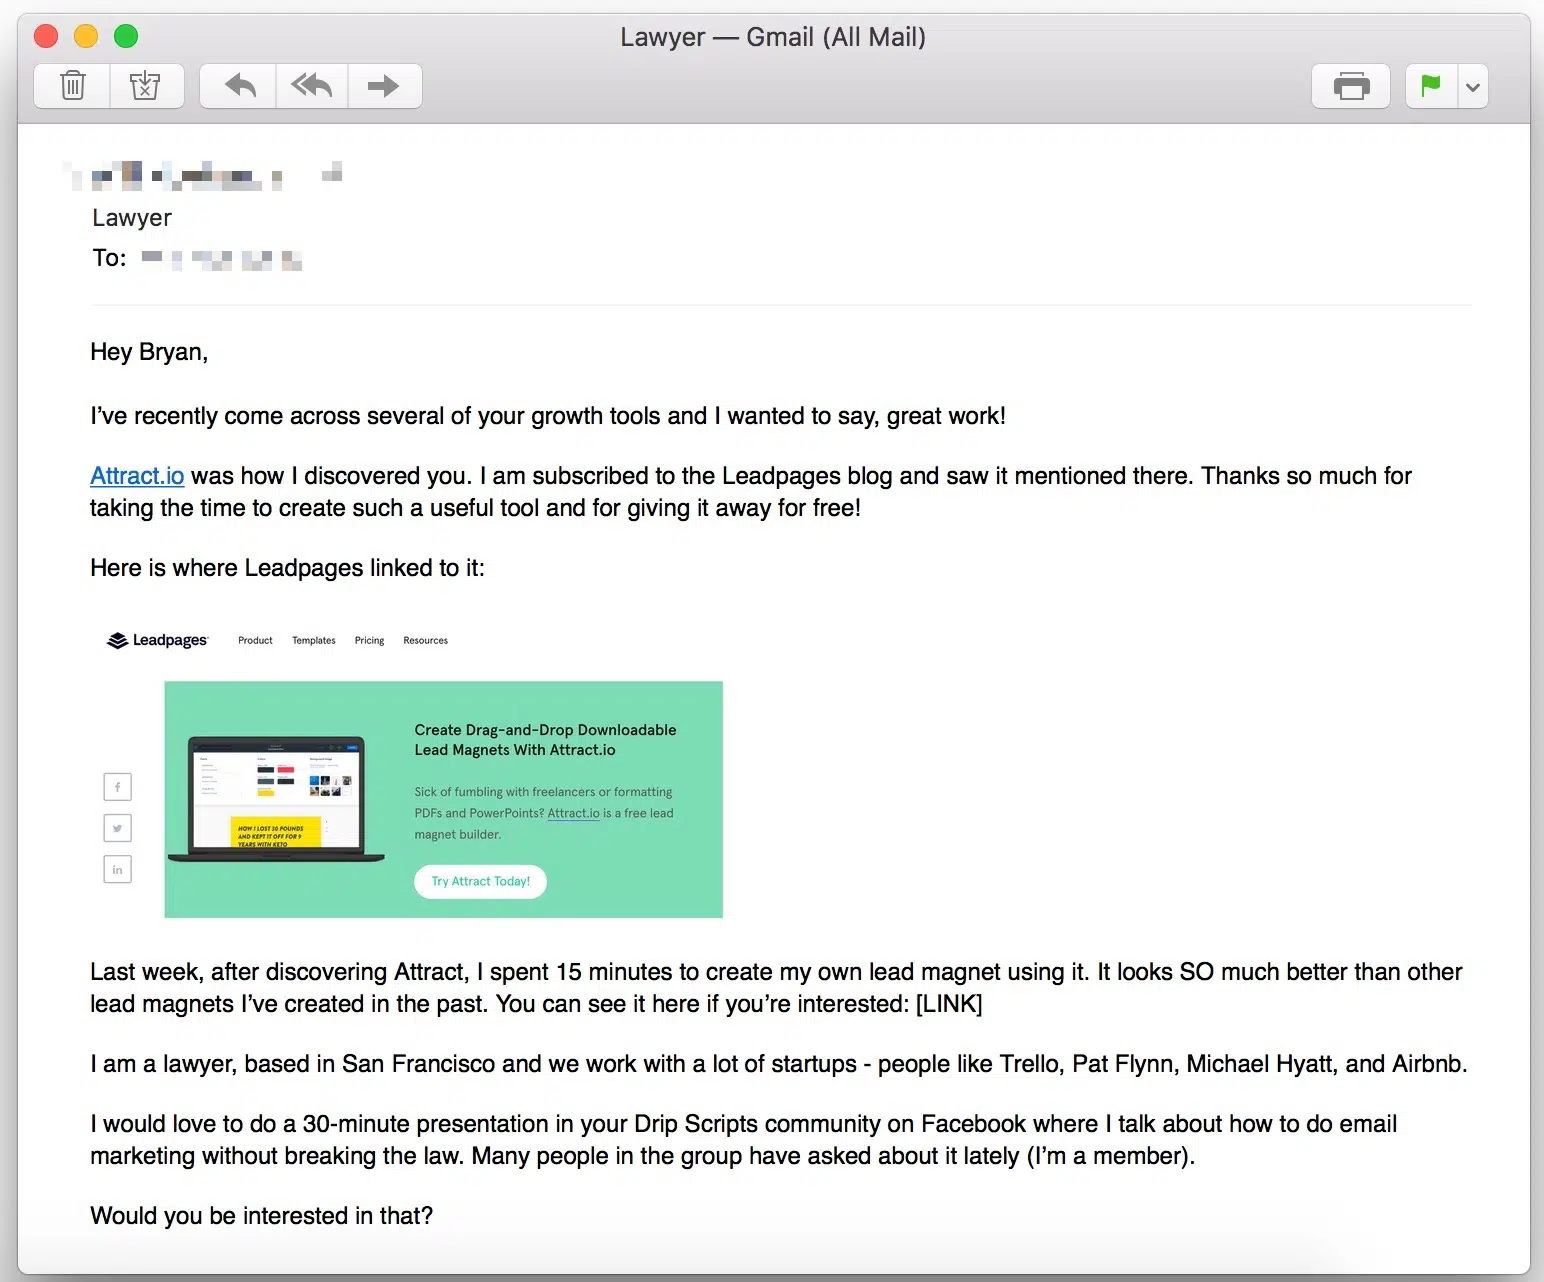 Lawyer — Gmail (All Mail)
Lawyer
To:
Hey Bryan,
I've recently come across several of your growth tools and I wanted to say, great work!
Attract.io was how I discovered you. I am subscribed to the Leadpages blog and saw it mentioned there. Thanks so much for
taking the time to create such a useful tool and for giving it away for free!
Here is where Leadpages linked to it:
Leadpages Product Templates Pricing Resources
Create Drag-and-Drop Downloadable
Lead Magnets With Attract.io
Sick of fumbling with freelancers or formatting
PDFs and PowerPoints? Attract.io is a free lead
magnet builder.
Try Attract Today!
HOW I LOST 30 POUNDS
AND KEPT IT OFF FOR 9
YEARS WITH KETO
f
in
Last week, after discovering Attract, I spent 15 minutes to create my own lead magnet using it. It looks SO much better than other
lead magnets I've created in the past. You can see it here if you're interested: [LINK]
I am a lawyer, based in San Francisco and we work with a lot of startups - people like Trello, Pat Flynn, Michael Hyatt, and Airbnb.
I would love to do a 30-minute presentation in your Drip Scripts community on Facebook where I talk about how to do email
marketing without breaking the law. Many people in the group have asked about it lately (I'm a member).
Would you be interested in that?